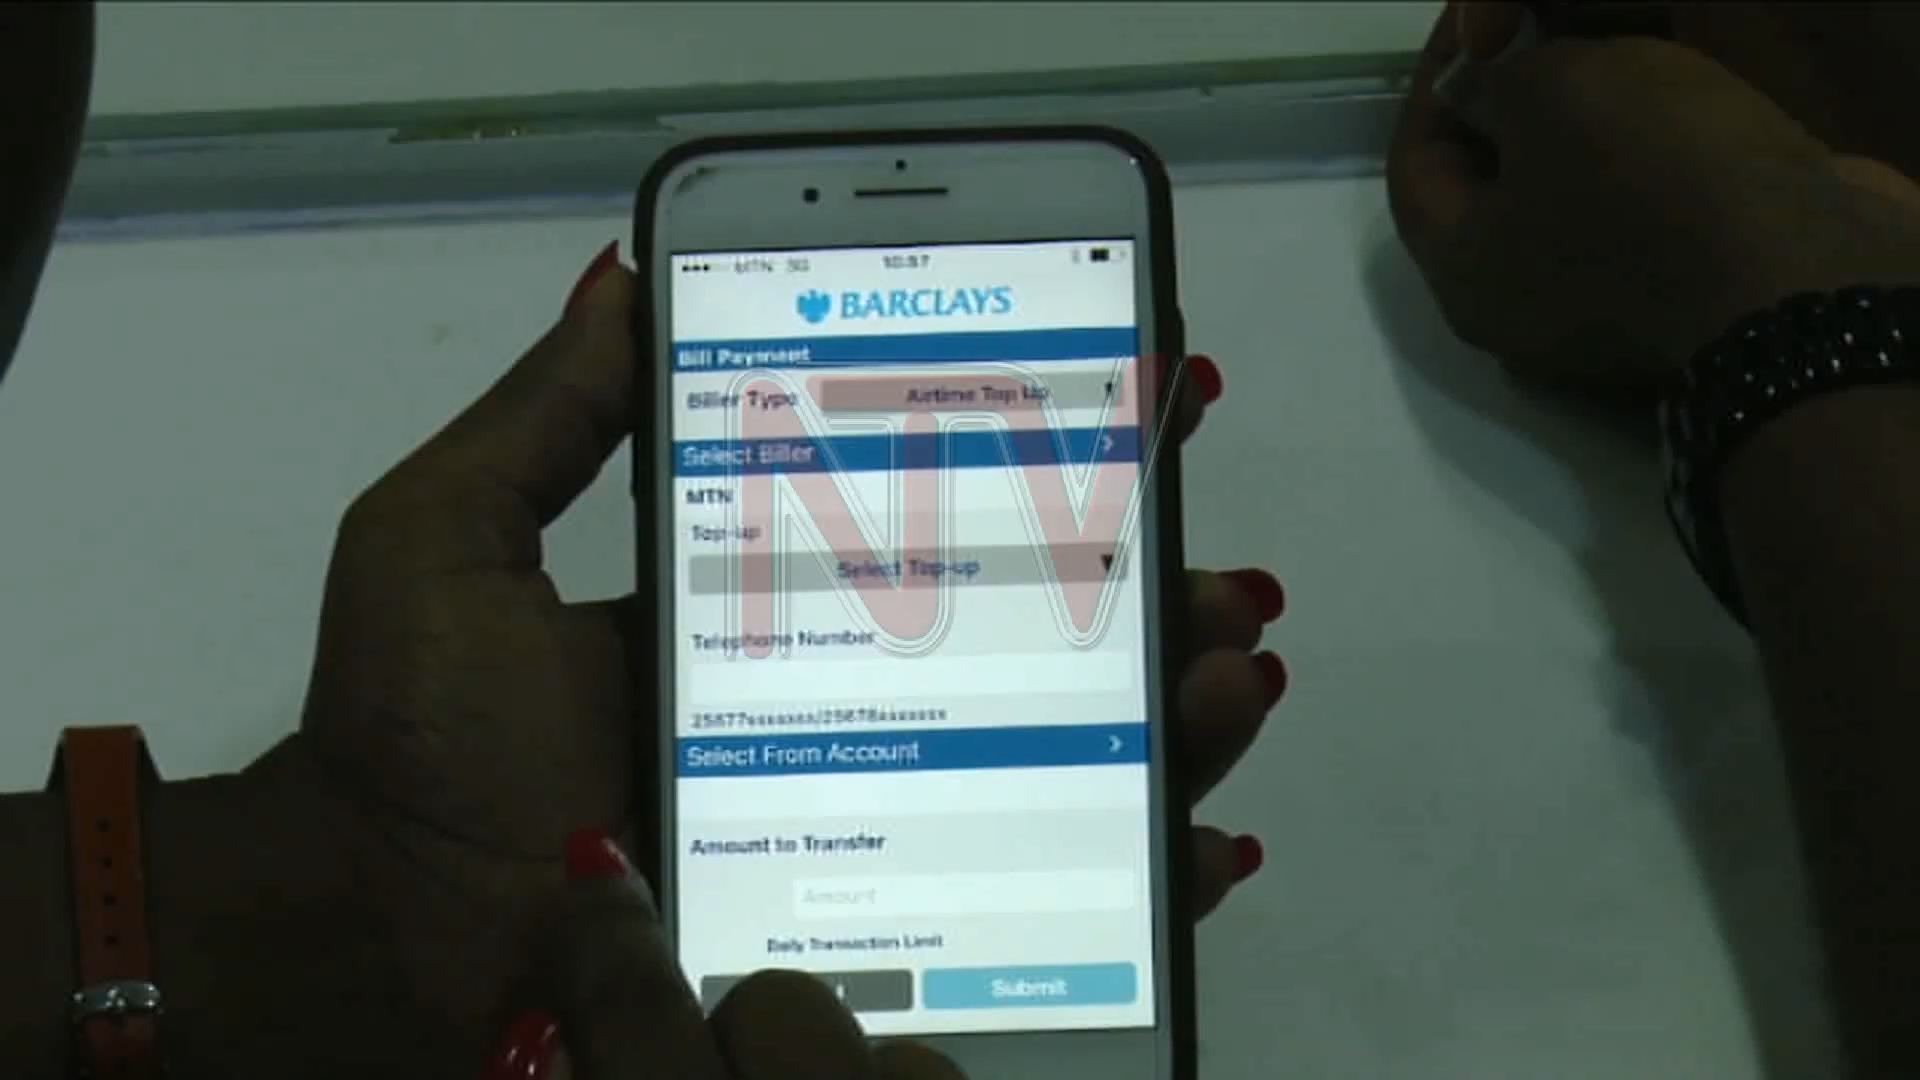 MTN 3G 10:57
BARCLAYS
Bill Payment
Biller Type Airtime Top Up
Select Biller
MTN
Top-up
Select Top-up
Telephone Number
25677xxxxxxx/25678xxxxxxx
Select From Account
Amount to Transfer
Amount
Daily Transaction Limit
Submit
NTV